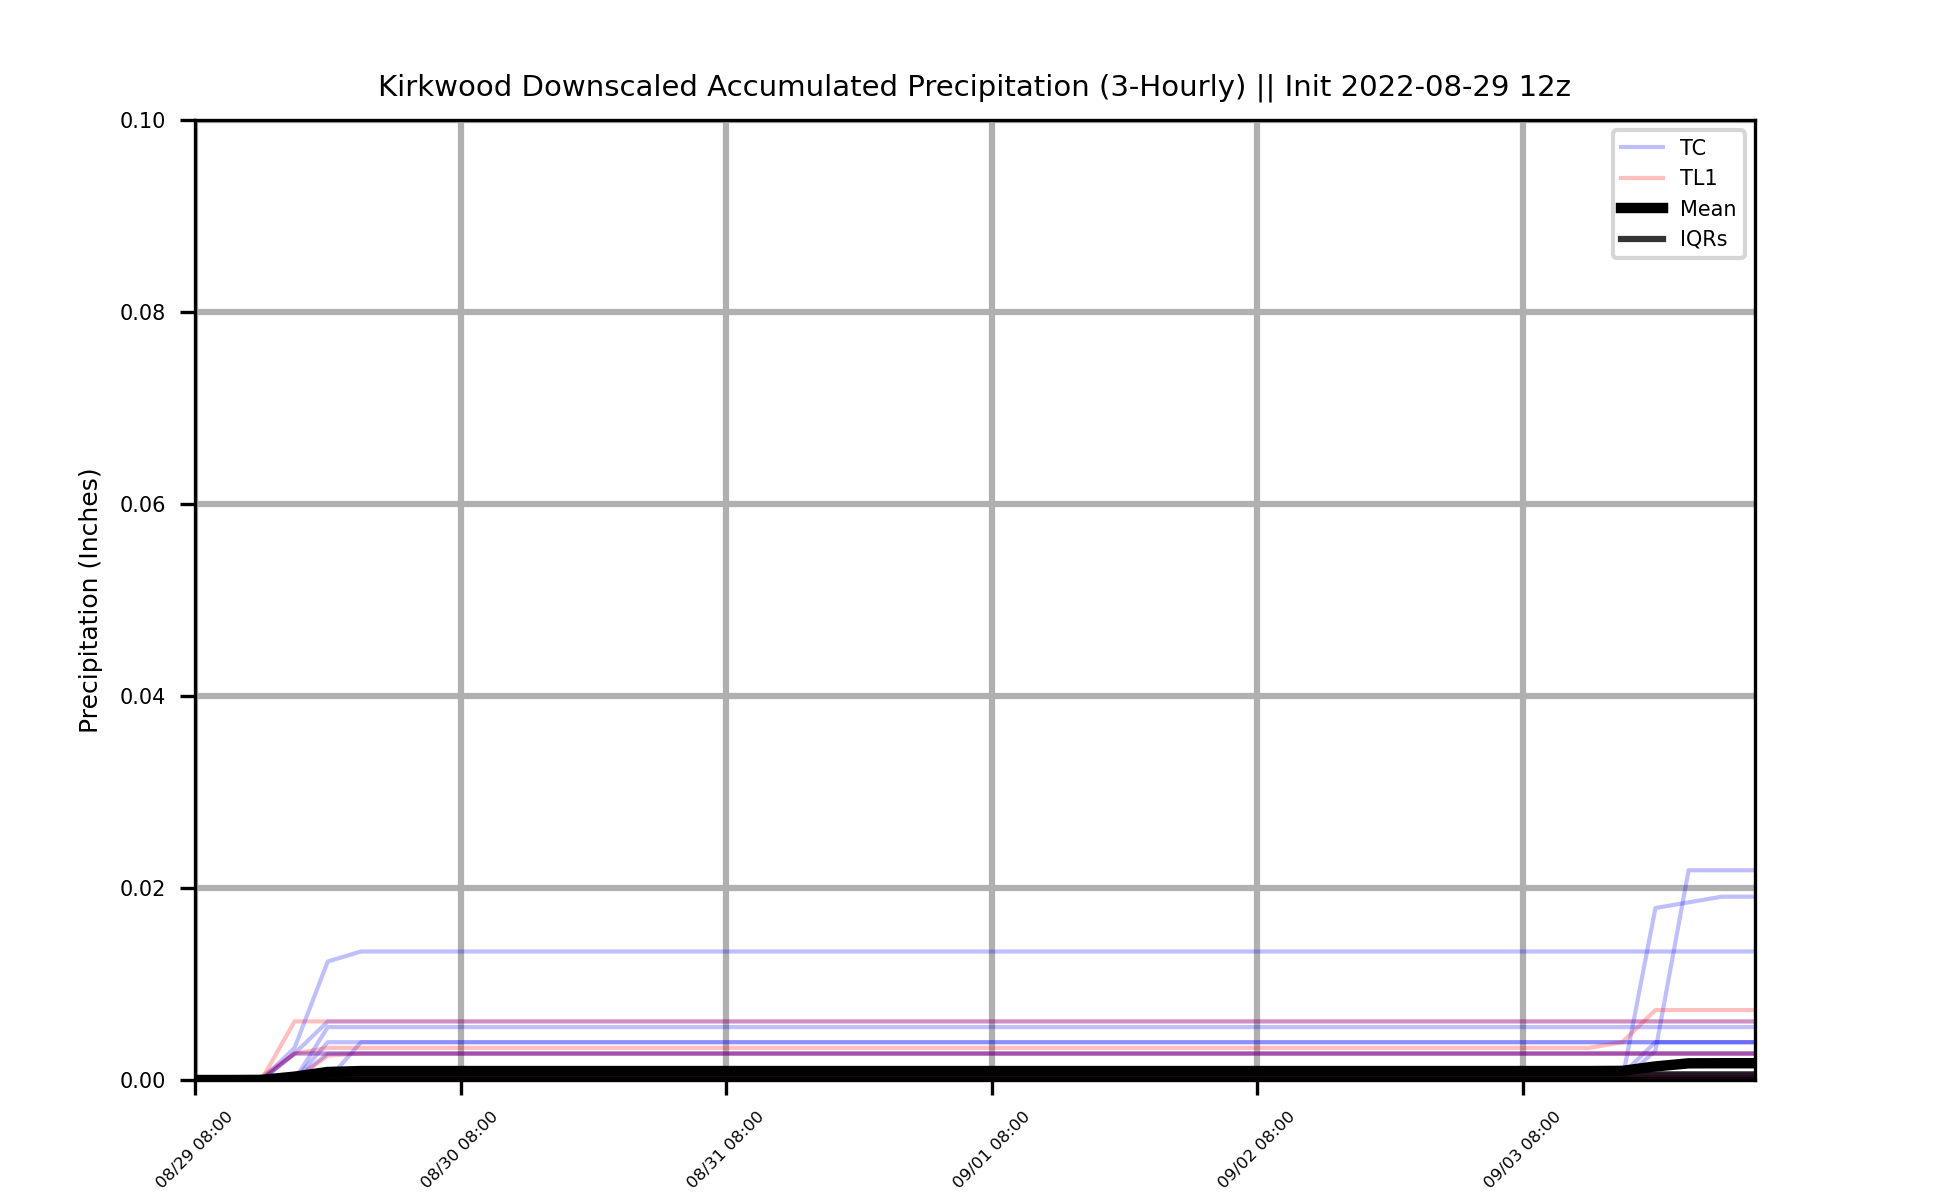 Kirkwood Downscaled Accumulated Precipitation (3-Hourly) || Init 2022-08-29 12z
0.10
0.08
0.06
0.04
0.02
0.00
Precipitation (Inches)
TC
TL1
Mean
IQRs
08/29 08:00
08/30 08:00
08/31 08:00
09/01 08:00
09/02 08:00
09/03 08:00